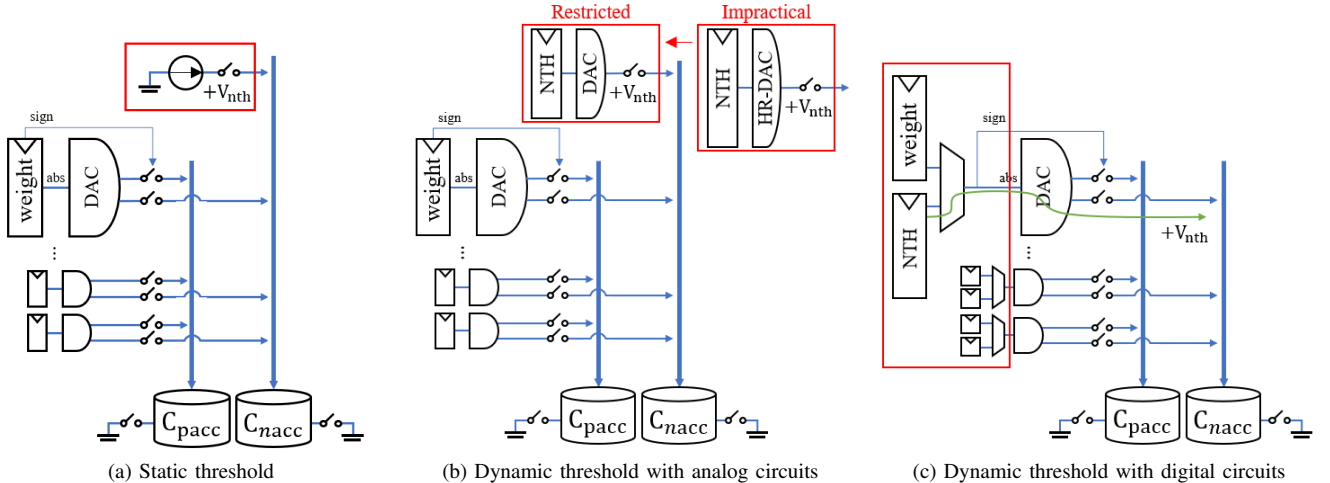 +Vnth
sign
weight
abs
DAC
...
Cpacc
Cnacc
(a) Static threshold
Restricted
Impractical
NTH
DAC
+Vnth
NTH
HR-DAC
+Vnth
sign
weight
abs
DAC
...
Cpacc
Cnacc
(b) Dynamic threshold with analog circuits
weight
NTH
sign
abs
DAC
+Vnth
...
Cpacc
Cnacc
(c) Dynamic threshold with digital circuits